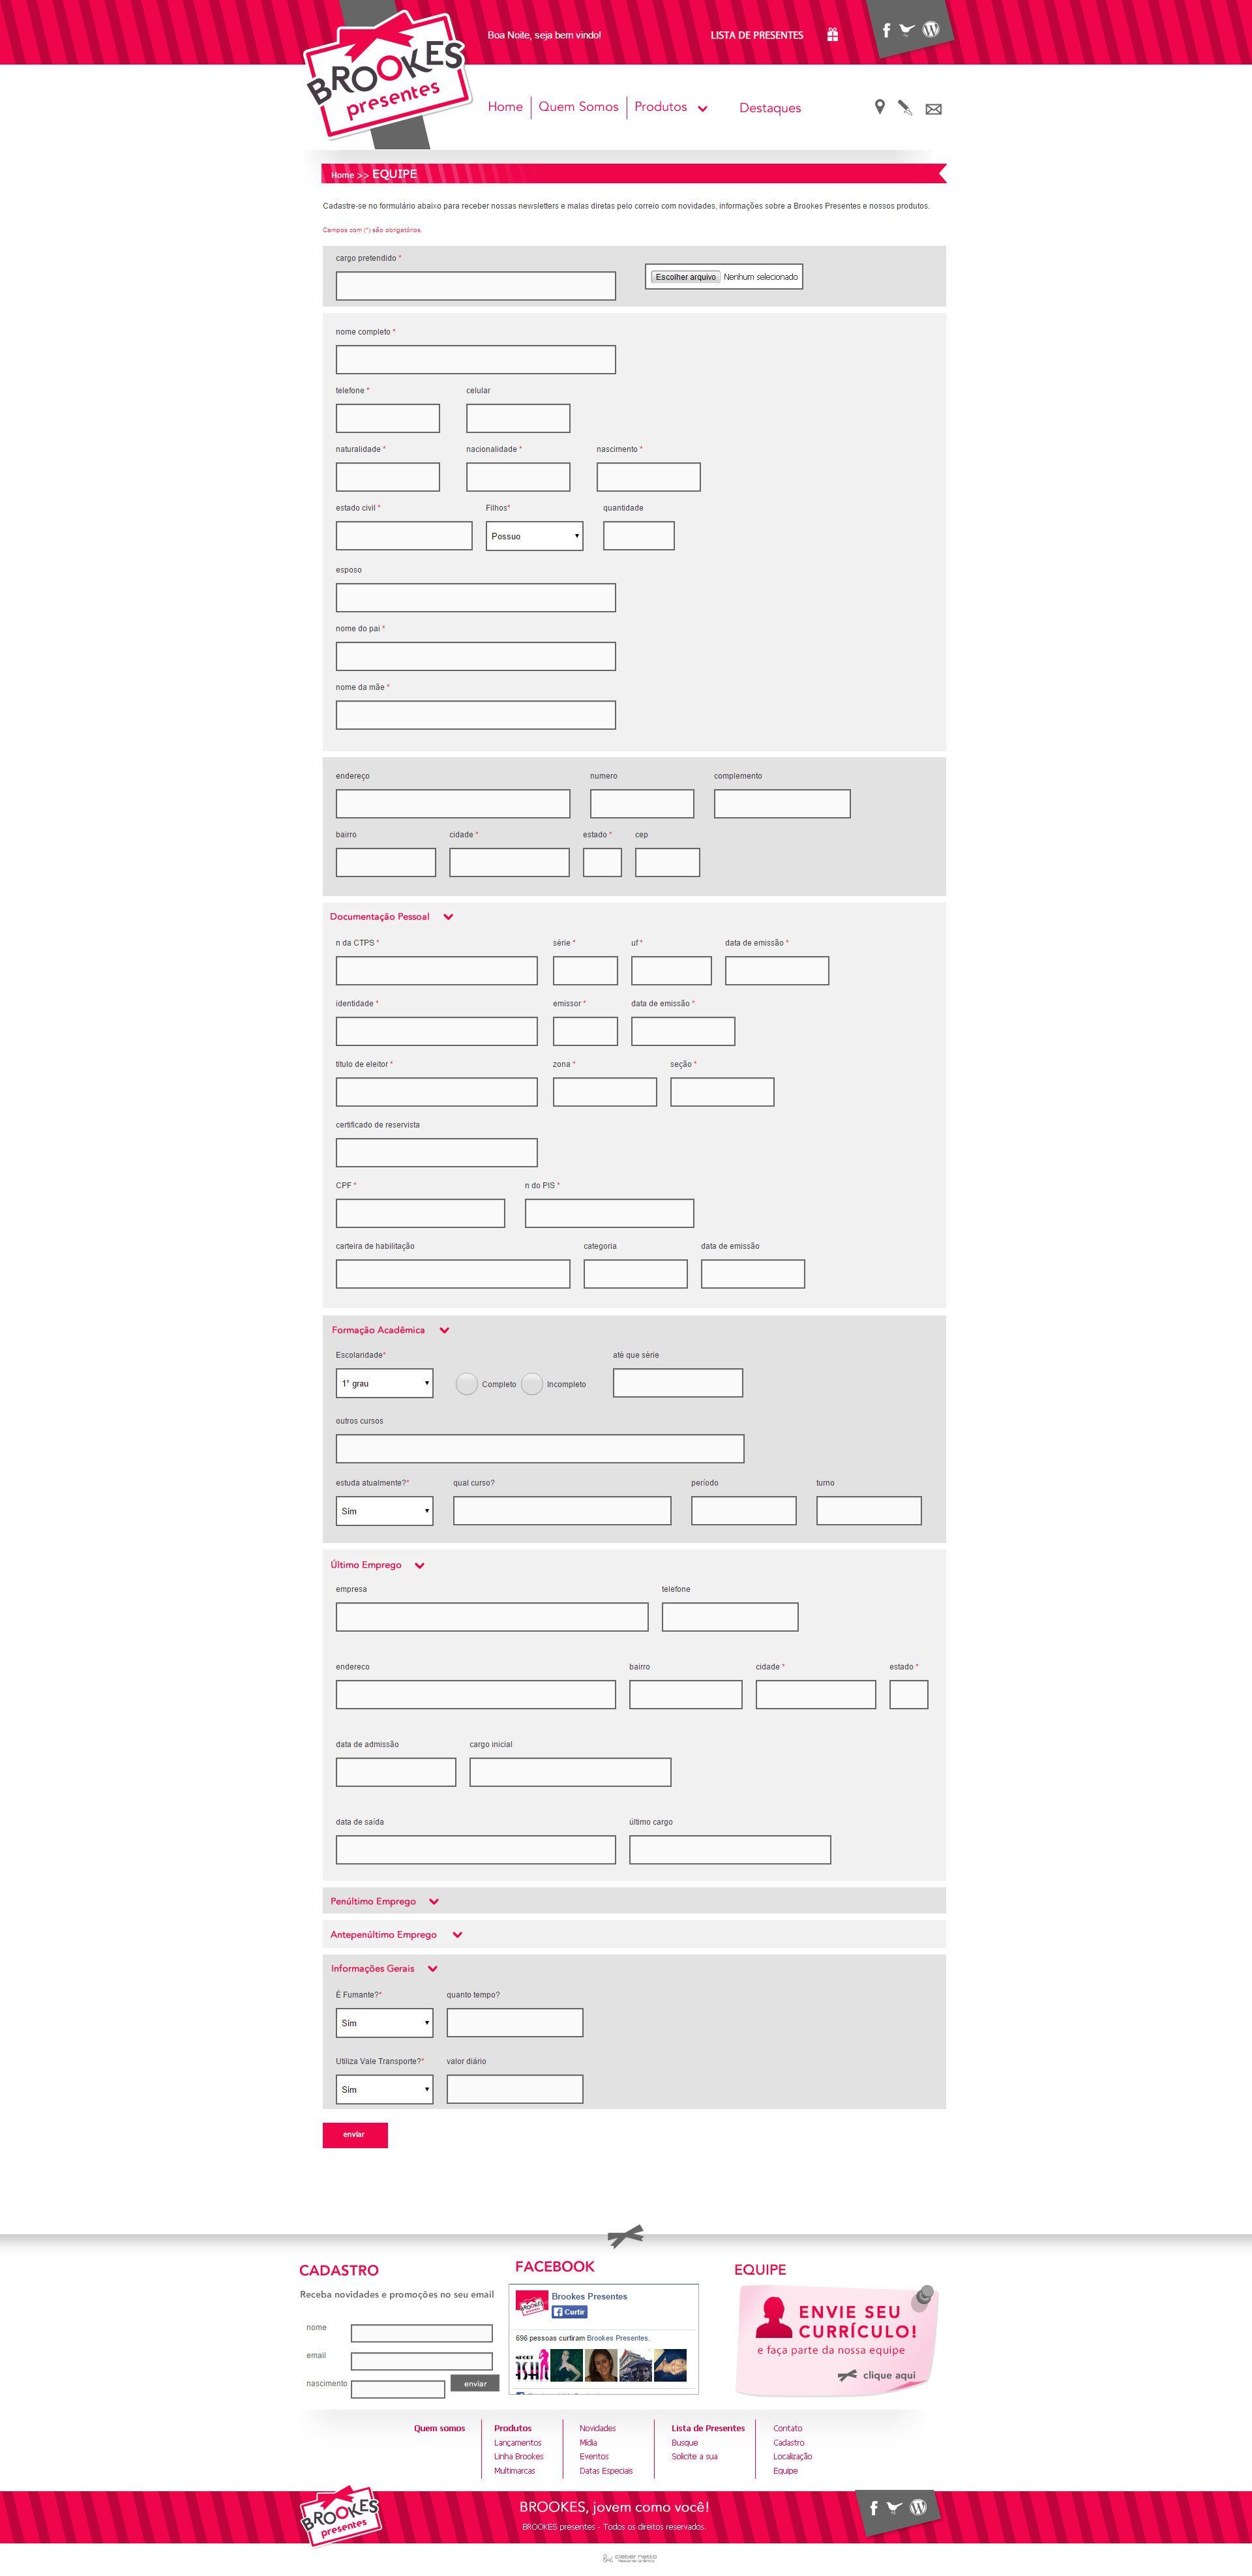 Boa Noite, seja bem vindo!
LISTA DE PRESENTES
BROOKES
presentes
Home
Quem Somos
Produtos
Destaques
Home >> EQUIPE
Cadastre-se no formulário abaixo para receber nossas newsletters e malas diretas pelo correio com novidades, informações sobre a Brookes Presentes e nossos produtos.
Campos com (*) são obrigatórios.
cargo pretendido *
Escolher arquivo Nenhum selecionado
nome completo *
telefone * celular
naturalidade * nacionalidade * nascimento *
estado civil * Filhos* quantidade
Possuo
esposo
nome do pai *
nome da mãe *
endereço numero complemento
bairro cidade * estado * cep
Documentação Pessoal
n da CTPS * série * uf * data de emissão *
identidade * emissor * data de emissão *
titulo de eleitor * zona * seção *
certificado de reservista
CPF * n do PIS *
carteira de habilitação categoria data de emissão
Formação Acadêmica
Escolaridade* até que série
1° grau Completo Incompleto
outros cursos
estuda atualmente?* qual curso? período turno
Sim
Último Emprego
empresa telefone
endereco bairro cidade * estado *
data de admissão cargo inicial
data de saída último cargo
Penúltimo Emprego
Antepenúltimo Emprego
Informações Gerais
É Fumante?* quanto tempo?
Sim
Utiliza Vale Transporte?* valor diário
Sim
enviar
CADASTRO
Receba novidades e promoções no seu email
nome
email
nascimento
enviar
FACEBOOK
Brookes Presentes
Curtir
696 pessoas curtiram Brookes Presentes.
EQUIPE
ENVIE SEU
CURRÍCULO!
e faça parte da nossa equipe
clique aqui
Quem somos
Produtos
Lançamentos
Linha Brookes
Multimarcas
Novidades
Mídia
Eventos
Datas Especiais
Lista de Presentes
Busque
Solicite a sua
Contato
Cadastro
Localização
Equipe
BROOKES
presentes
BROOKES, jovem como você!
BROOKES presentes - Todos os direitos reservados.
cleber netto